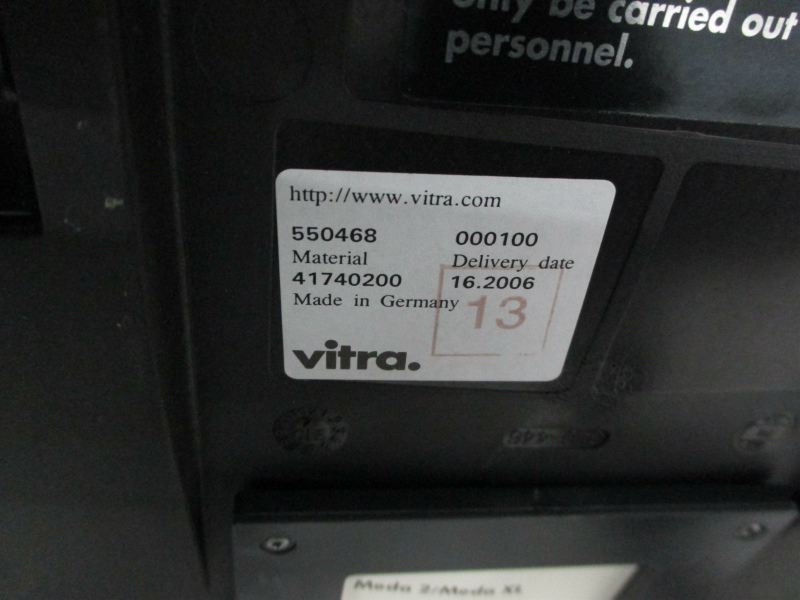 only be carried out
personnel.
http://www.vitra.com
550468 000100
Material Delivery date
41740200 16.2006
Made in Germany
13
vitra.
Meda 2/Meda XL